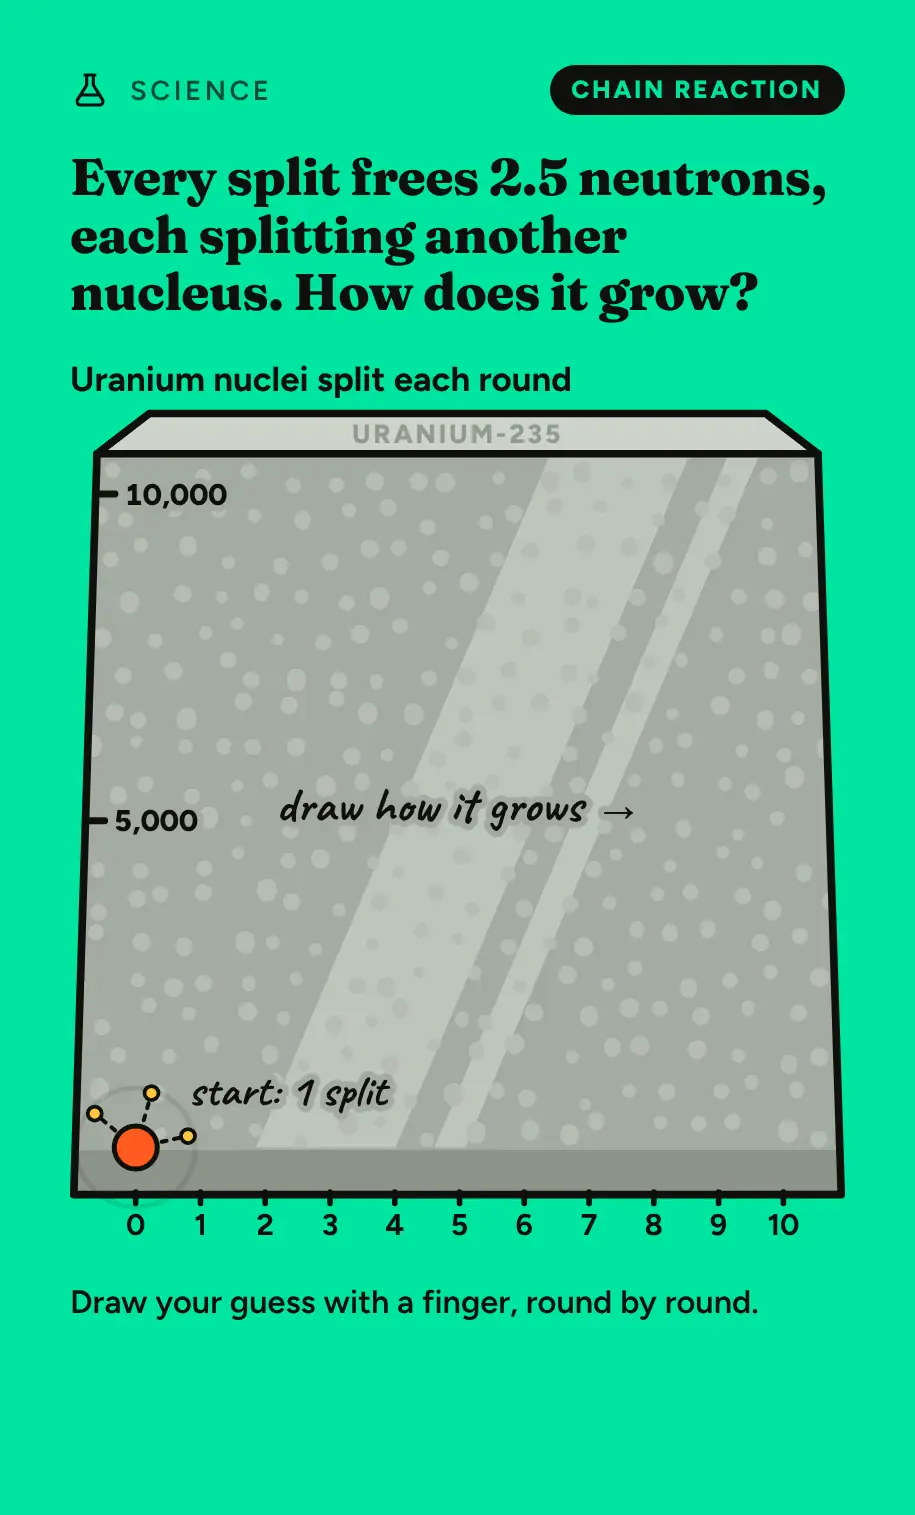 SCIENCE
CHAIN REACTION
Every split frees 2.5 neutrons,
each splitting another
nucleus. How does it grow?
Uranium nuclei split each round
URANIUM-235
10,000
draw how it grows →
5,000
start: 1 split
0 1 2 3 4 5 6 7 8 9 10
Draw your guess with a finger, round by round.